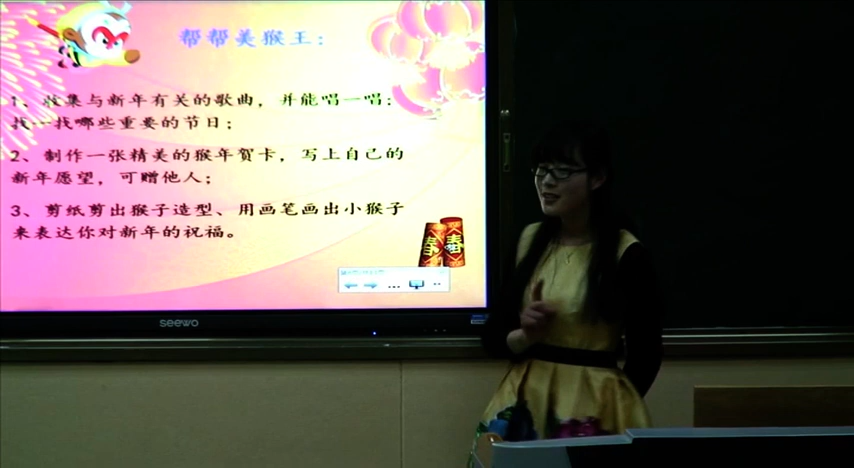 帮帮美猴王：
1、收集与新年有关的歌曲，并能唱一唱；
找一找哪些重要的节日；
2、制作一张精美的猴年贺卡，写上自己的
新年愿望，可赠他人；
3、剪纸剪出猴子造型、用画笔画出小猴子
来表达你对新年的祝福。
春
春
seewo